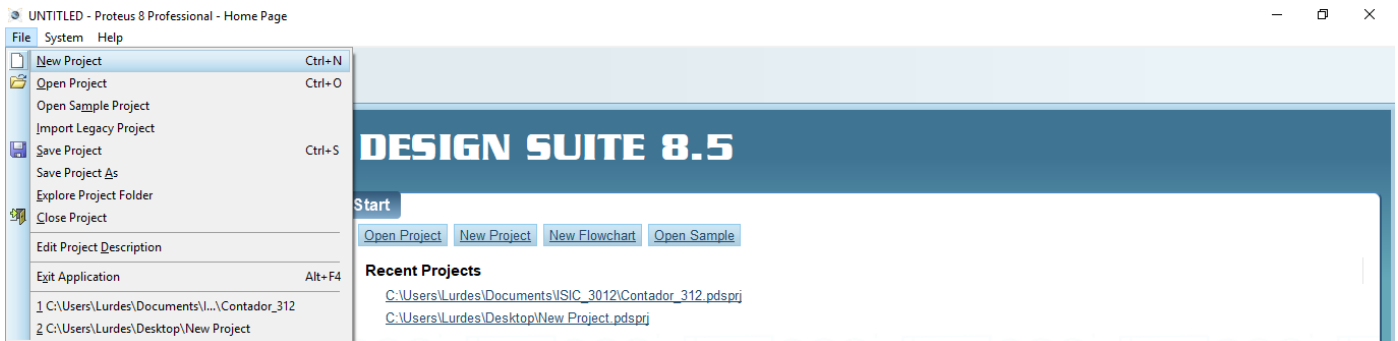 UNTITLED - Proteus 8 Professional - Home Page
File System Help
New Project Ctrl+N
Open Project Ctrl+O
Open Sample Project
Import Legacy Project
Save Project Ctrl+S
Save Project As
Explore Project Folder
Close Project
Edit Project Description
Exit Application Alt+F4
1 C:\Users\Lurdes\Documents\I...\Contador_312
2 C:\Users\Lurdes\Desktop\New Project
DESIGN SUITE 8.5
Start
Open Project New Project New Flowchart Open Sample
Recent Projects
C:\Users\Lurdes\Documents\ISIC_3012\Contador_312.pdsprj
C:\Users\Lurdes\Desktop\New Project.pdsprj